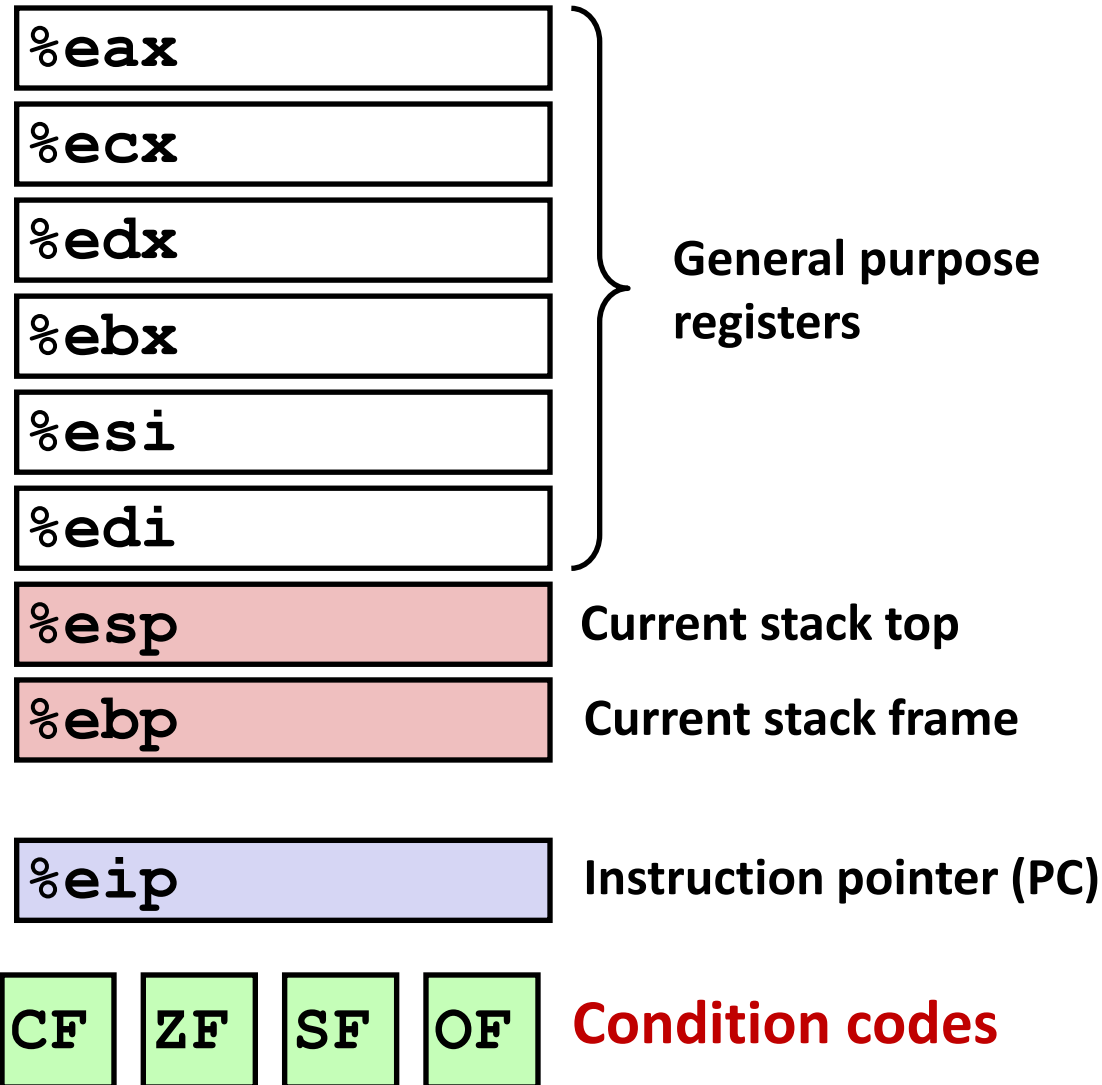 %eax
%ecx
%edx
General purpose
registers
%ebx
%esi
%edi
%esp Current stack top
%ebp Current stack frame
%eip Instruction pointer (PC)
CF ZF SF OF Condition codes